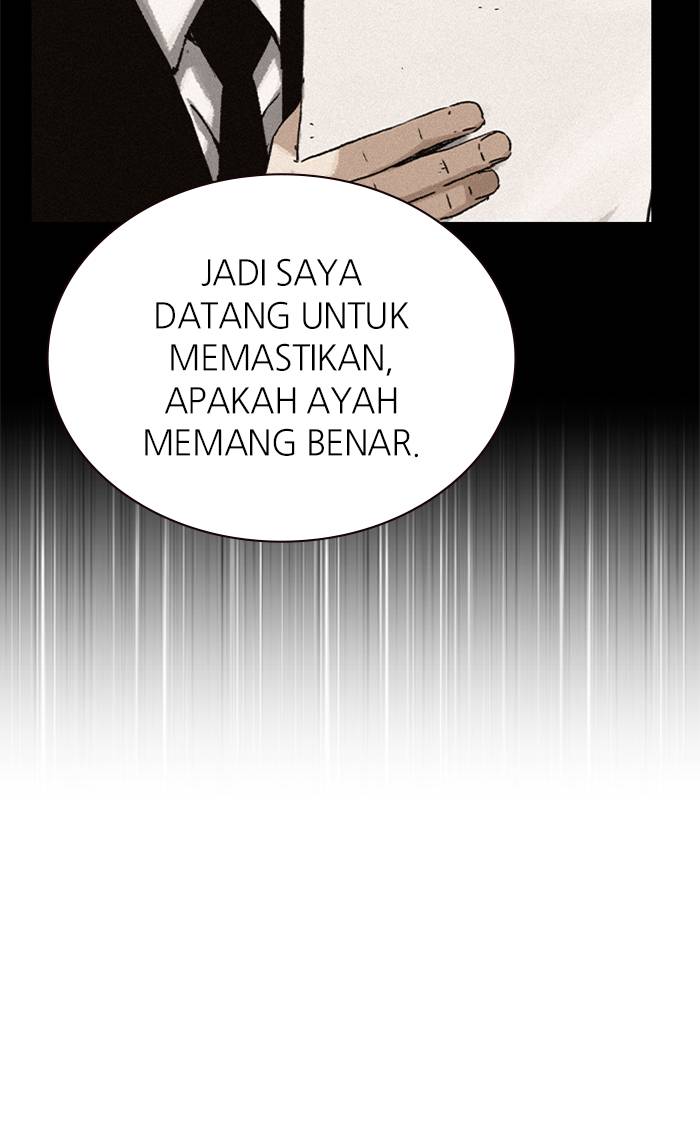 JADI SAYA
DATANG UNTUK
MEMASTIKAN,
APAKAH AYAH
MEMANG BENAR.